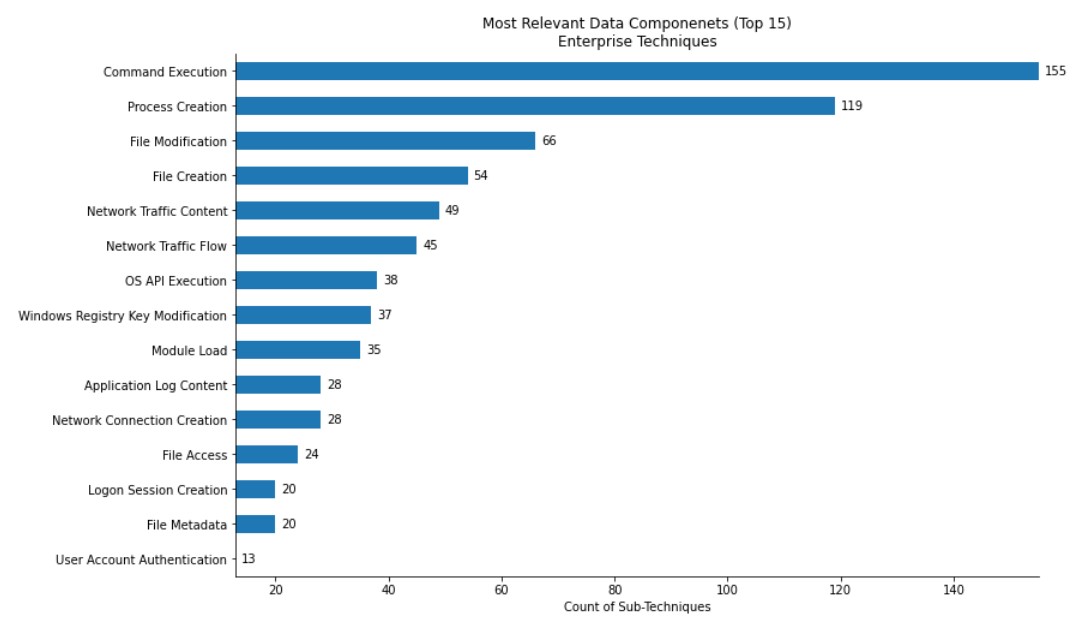 Most Relevant Data Componenets (Top 15)
Enterprise Techniques
Command Execution 155
Process Creation 119
File Modification 66
File Creation 54
Network Traffic Content 49
Network Traffic Flow 45
OS API Execution 38
Windows Registry Key Modification 37
Module Load 35
Application Log Content 28
Network Connection Creation 28
File Access 24
Logon Session Creation 20
File Metadata 20
User Account Authentication 13
20 40 60 80 100 120 140
Count of Sub-Techniques